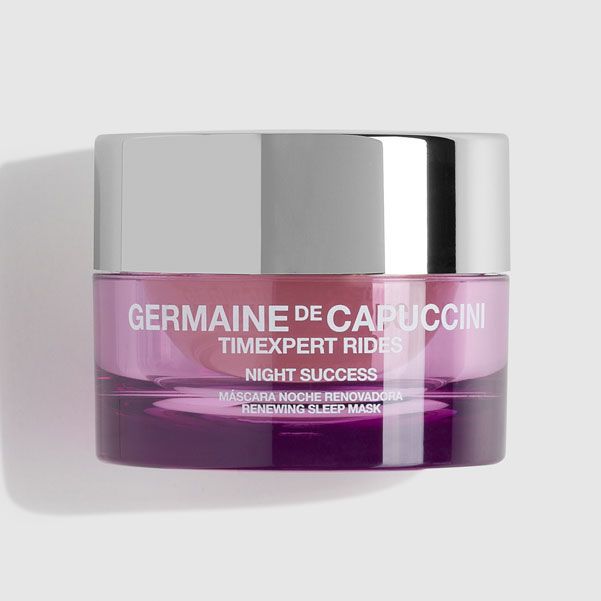 GERMAINE DE CAPUCCINI
TIMEXPERT RIDES
NIGHT SUCCESS
MÁSCARA NOCHE RENOVADORA
RENEWING SLEEP MASK